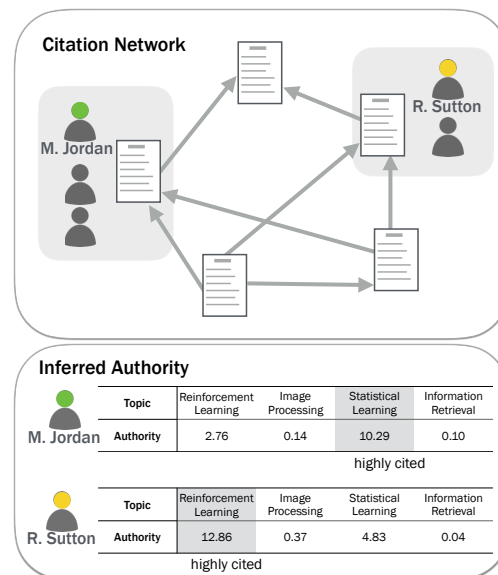 Citation Network
M. Jordan
R. Sutton
Inferred Authority
M. Jordan
Topic Reinforcement Learning Image Processing Statistical Learning Information Retrieval
Authority 2.76 0.14 10.29 0.10
highly cited
R. Sutton
Topic Reinforcement Learning Image Processing Statistical Learning Information Retrieval
Authority 12.86 0.37 4.83 0.04
highly cited